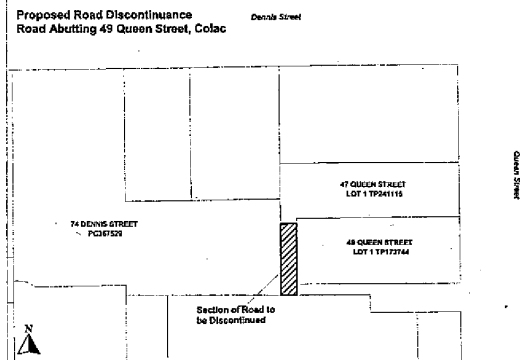 Proposed Road Discontinuance
Road Abutting 49 Queen Street, Colac
Dennis Street
Queen Street
47 QUEEN STREET
LOT 1 TP241115
74 DENNIS STREET
PC367529
49 QUEEN STREET
LOT 1 TP173744
Section of Road to
be Discontinued
N